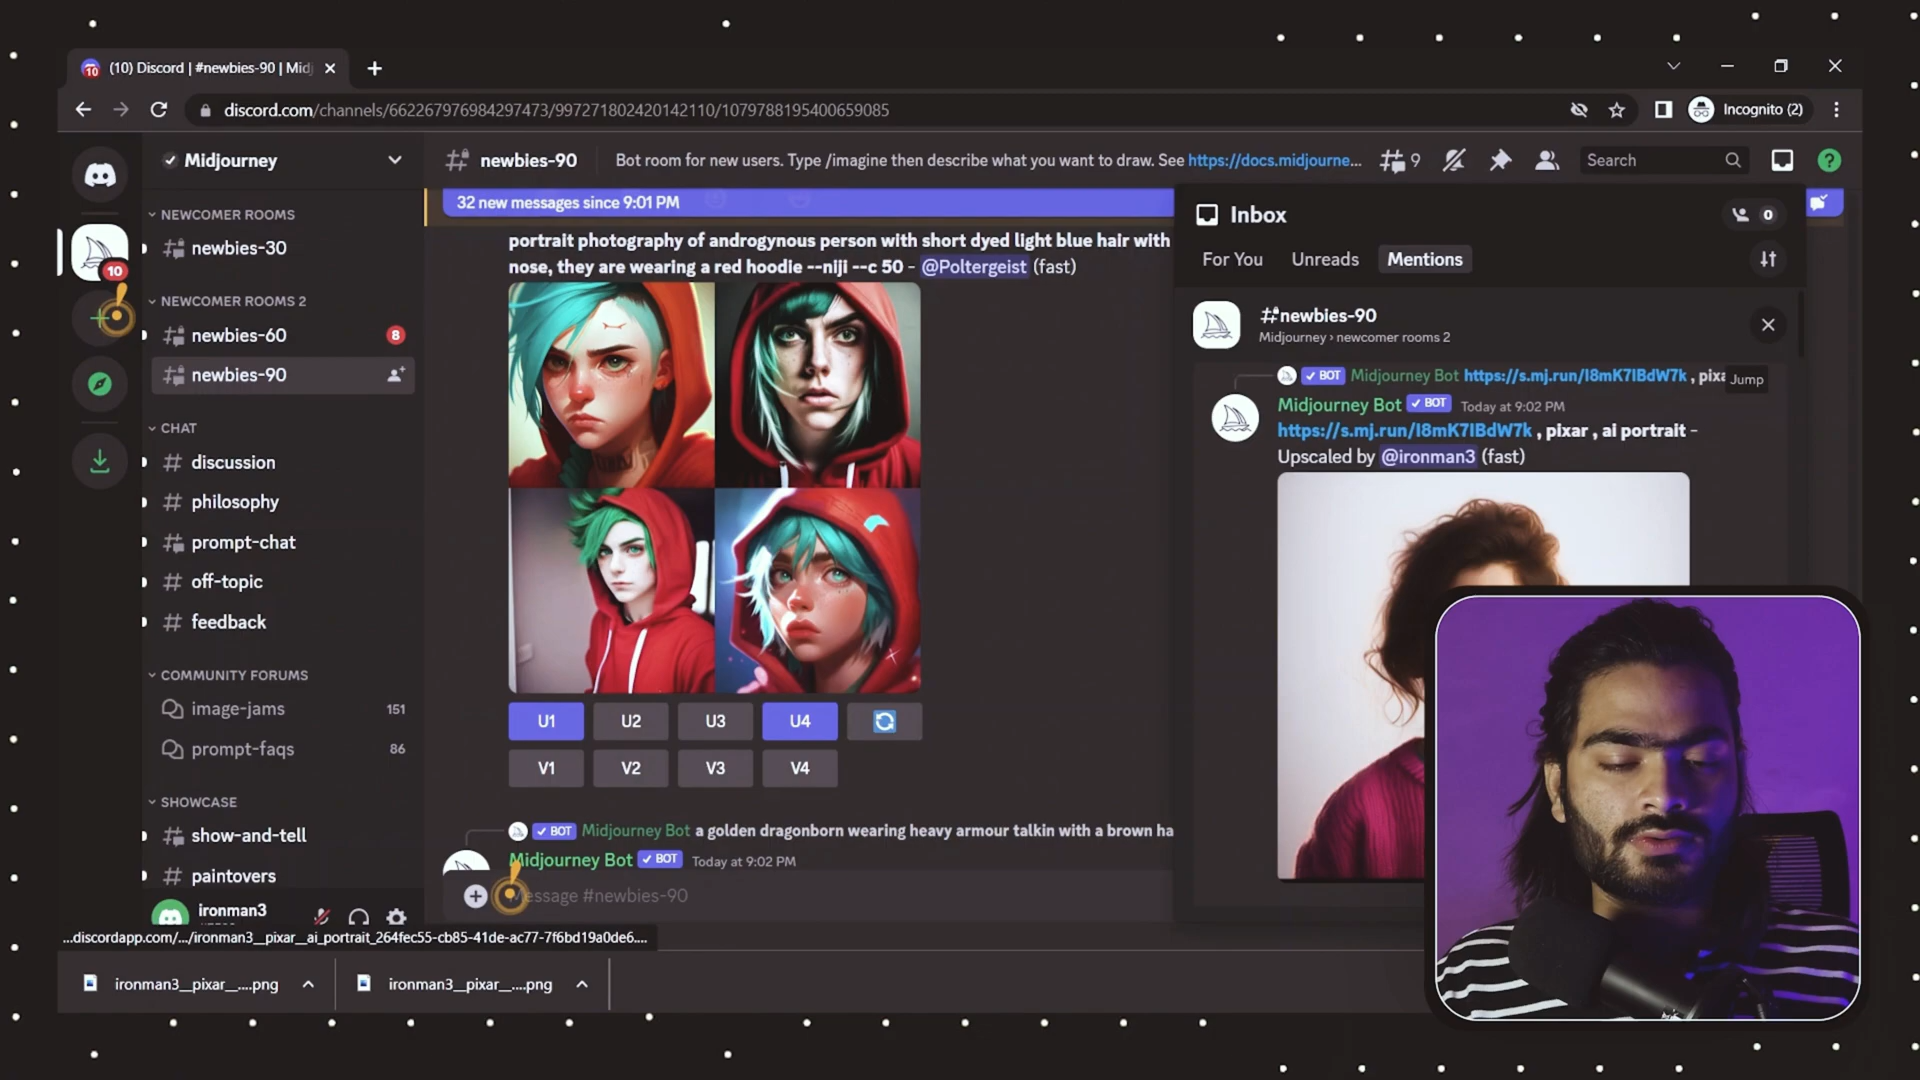 (10) Discord | #newbies-90 | Midj
discord.com/channels/662267976984297473/997271802420142110/1079788195400659085
Incognito (2)
Midjourney
newbies-90
Bot room for new users. Type /imagine then describe what you want to draw. See https://docs.midjourne...
9
Search
10
NEWCOMER ROOMS
newbies-30
NEWCOMER ROOMS 2
newbies-60
8
newbies-90
CHAT
discussion
philosophy
prompt-chat
off-topic
feedback
COMMUNITY FORUMS
image-jams
151
prompt-faqs
86
SHOWCASE
show-and-tell
paintovers
ironman3
32 new messages since 9:01 PM
portrait photography of androgynous person with short dyed light blue hair with
nose, they are wearing a red hoodie --niji --c 50 - @Poltergeist (fast)
U1 U2 U3 U4
V1 V2 V3 V4
BOT Midjourney Bot a golden dragonborn wearing heavy armour talkin with a brown ha
Midjourney Bot BOT Today at 9:02 PM
Message #newbies-90
Inbox
0
For You Unreads Mentions
#newbies-90
Midjourney › newcomer rooms 2
BOT Midjourney Bot https://s.mj.run/I8mK7IBdW7k , pixa
Jump
Midjourney Bot BOT Today at 9:02 PM
https://s.mj.run/I8mK7IBdW7k , pixar , ai portrait -
Upscaled by @ironman3 (fast)
...discordapp.com/.../ironman3__pixar__ai_portrait_264fec55-cb85-41de-ac77-7f6bd19a0de6....
ironman3__pixar__....png
ironman3__pixar__....png